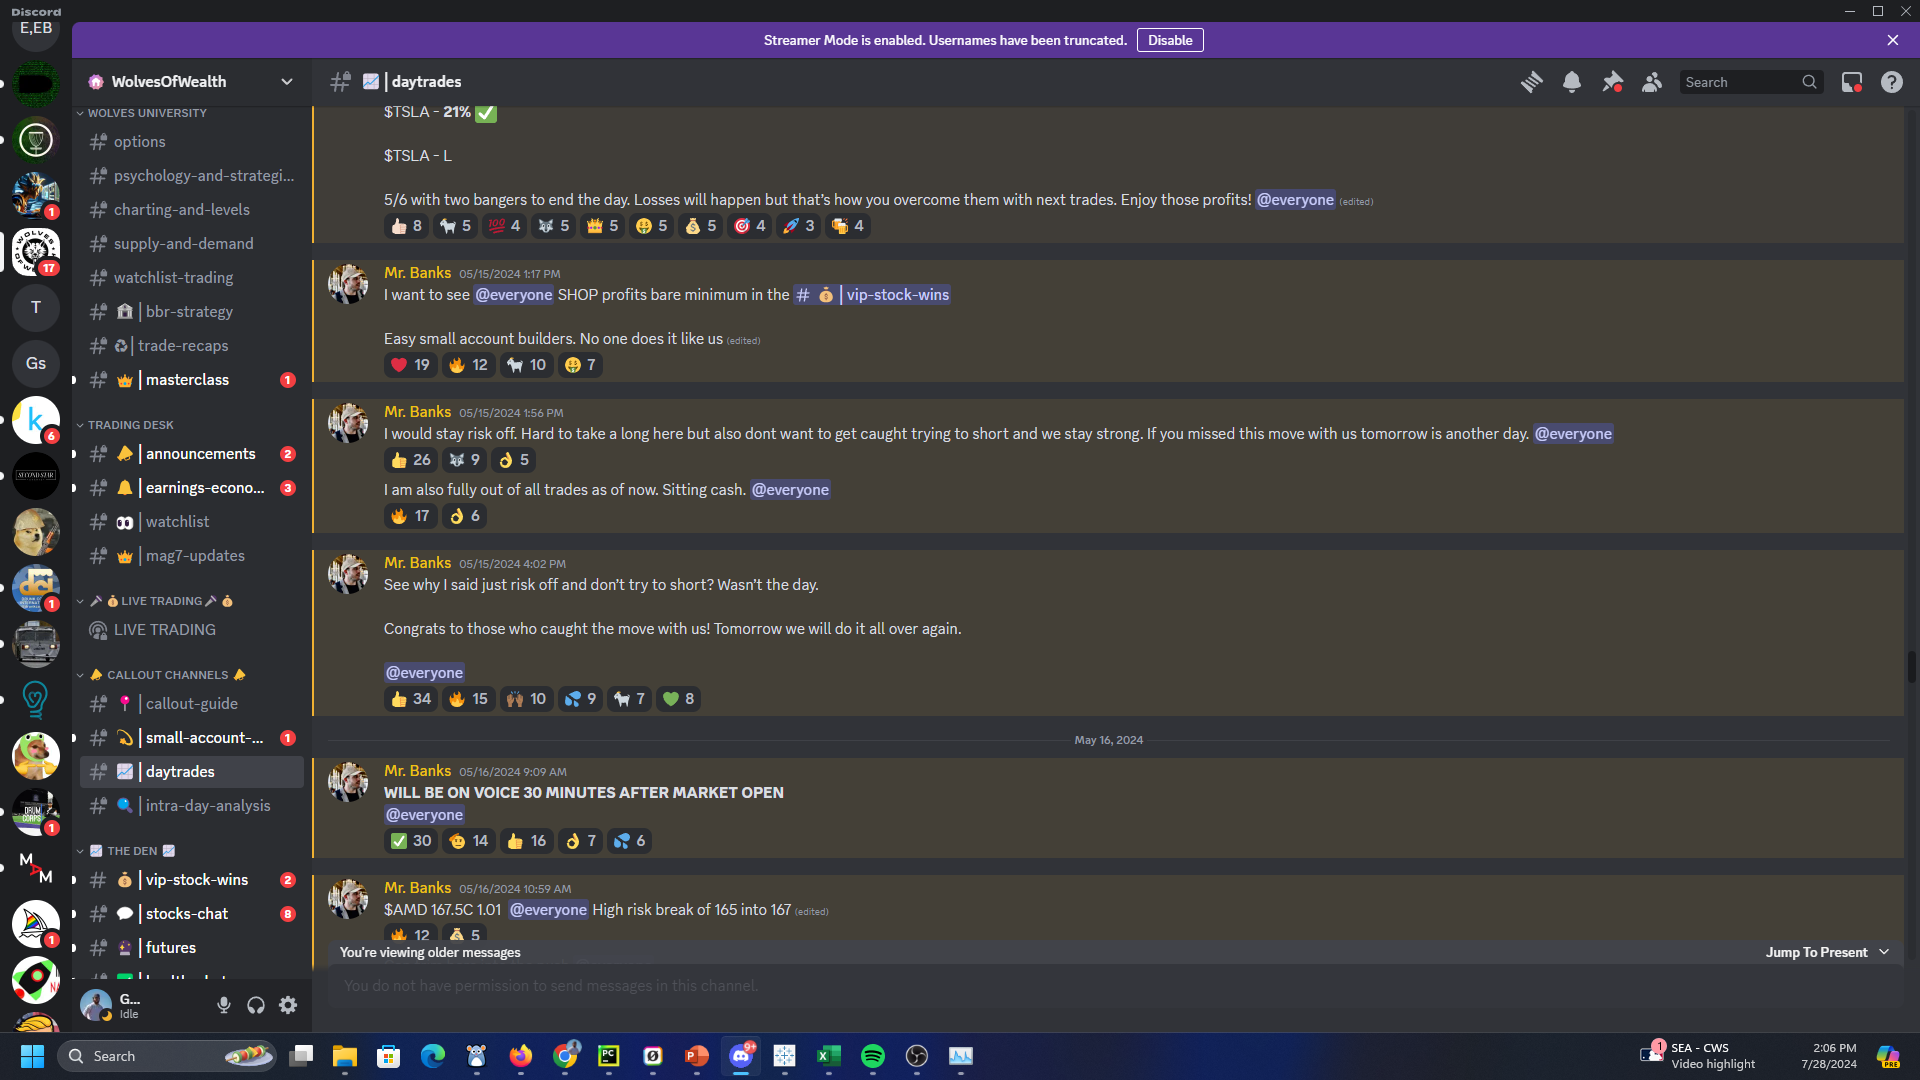 Discord
E,EB
Streamer Mode is enabled. Usernames have been truncated.
Disable
WolvesOfWealth
| daytrades
Search
WOLVES UNIVERSITY
options
psychology-and-strategi...
charting-and-levels
supply-and-demand
watchlist-trading
| bbr-strategy
| trade-recaps
| masterclass
1
TRADING DESK
| announcements
2
| earnings-econo...
3
| watchlist
| mag7-updates
LIVE TRADING
LIVE TRADING
CALLOUT CHANNELS
| callout-guide
| small-account-...
1
| daytrades
| intra-day-analysis
THE DEN
| vip-stock-wins
2
| stocks-chat
8
| futures
G...
Idle
1
17
T
Gs
k
6
SECOND STAR
dci
1
DRUM CORPS
1
MAM
1
$TSLA - 21%
$TSLA - L
5/6 with two bangers to end the day. Losses will happen but that's how you overcome them with next trades. Enjoy those profits! @everyone (edited)
8 5 4 5 5 5 5 4 3 4
Mr. Banks 05/15/2024 1:17 PM
I want to see @everyone SHOP profits bare minimum in the # | vip-stock-wins
Easy small account builders. No one does it like us (edited)
19 12 10 7
Mr. Banks 05/15/2024 1:56 PM
I would stay risk off. Hard to take a long here but also dont want to get caught trying to short and we stay strong. If you missed this move with us tomorrow is another day. @everyone
26 9 5
I am also fully out of all trades as of now. Sitting cash. @everyone
17 6
Mr. Banks 05/15/2024 4:02 PM
See why I said just risk off and don't try to short? Wasn't the day.
Congrats to those who caught the move with us! Tomorrow we will do it all over again.
@everyone
34 15 10 9 7 8
May 16, 2024
Mr. Banks 05/16/2024 9:09 AM
WILL BE ON VOICE 30 MINUTES AFTER MARKET OPEN
@everyone
30 14 16 7 6
Mr. Banks 05/16/2024 10:59 AM
$AMD 167.5C 1.01 @everyone High risk break of 165 into 167 (edited)
12 5
You're viewing older messages
Jump To Present
You do not have permission to send messages in this channel.
Search
PC
9+
1
SEA - CWS
Video highlight
2:06 PM
7/28/2024
PRE